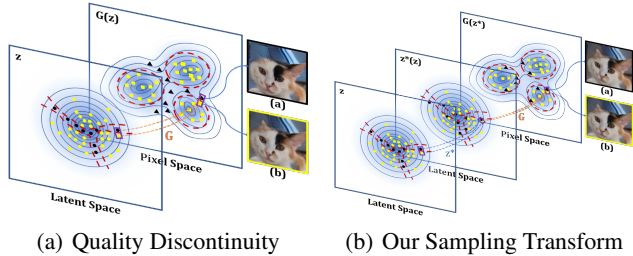 G(z)
z
(a)
G
(b)
Pixel Space
Latent Space
G(z*)
z*(z)
z
(a)
G
(b)
Pixel Space
z*
Latent Space
Latent Space
(a) Quality Discontinuity
(b) Our Sampling Transform